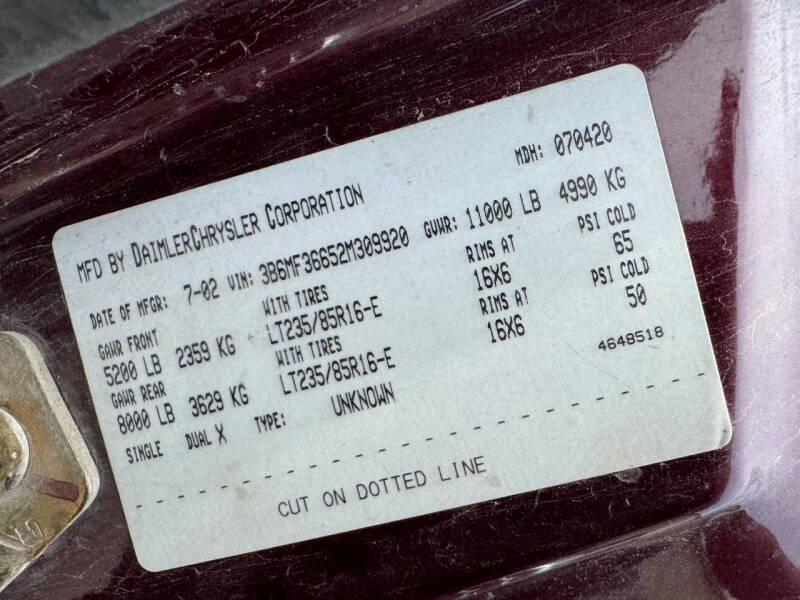 MFD BY DAIMLERCHRYSLER CORPORATION MDH: 070420
DATE OF MFGR: 7-02 VIN: 3B6MF36652M309920 GVWR: 11000 LB 4990 KG
GAWR FRONT WITH TIRES RIMS AT PSI COLD
5200 LB 2359 KG LT235/85R16-E 16X6 65
GAWR REAR WITH TIRES RIMS AT PSI COLD
8000 LB 3629 KG LT235/85R16-E 16X6 50
SINGLE DUAL X TYPE: UNKNOWN 4648518
CUT ON DOTTED LINE